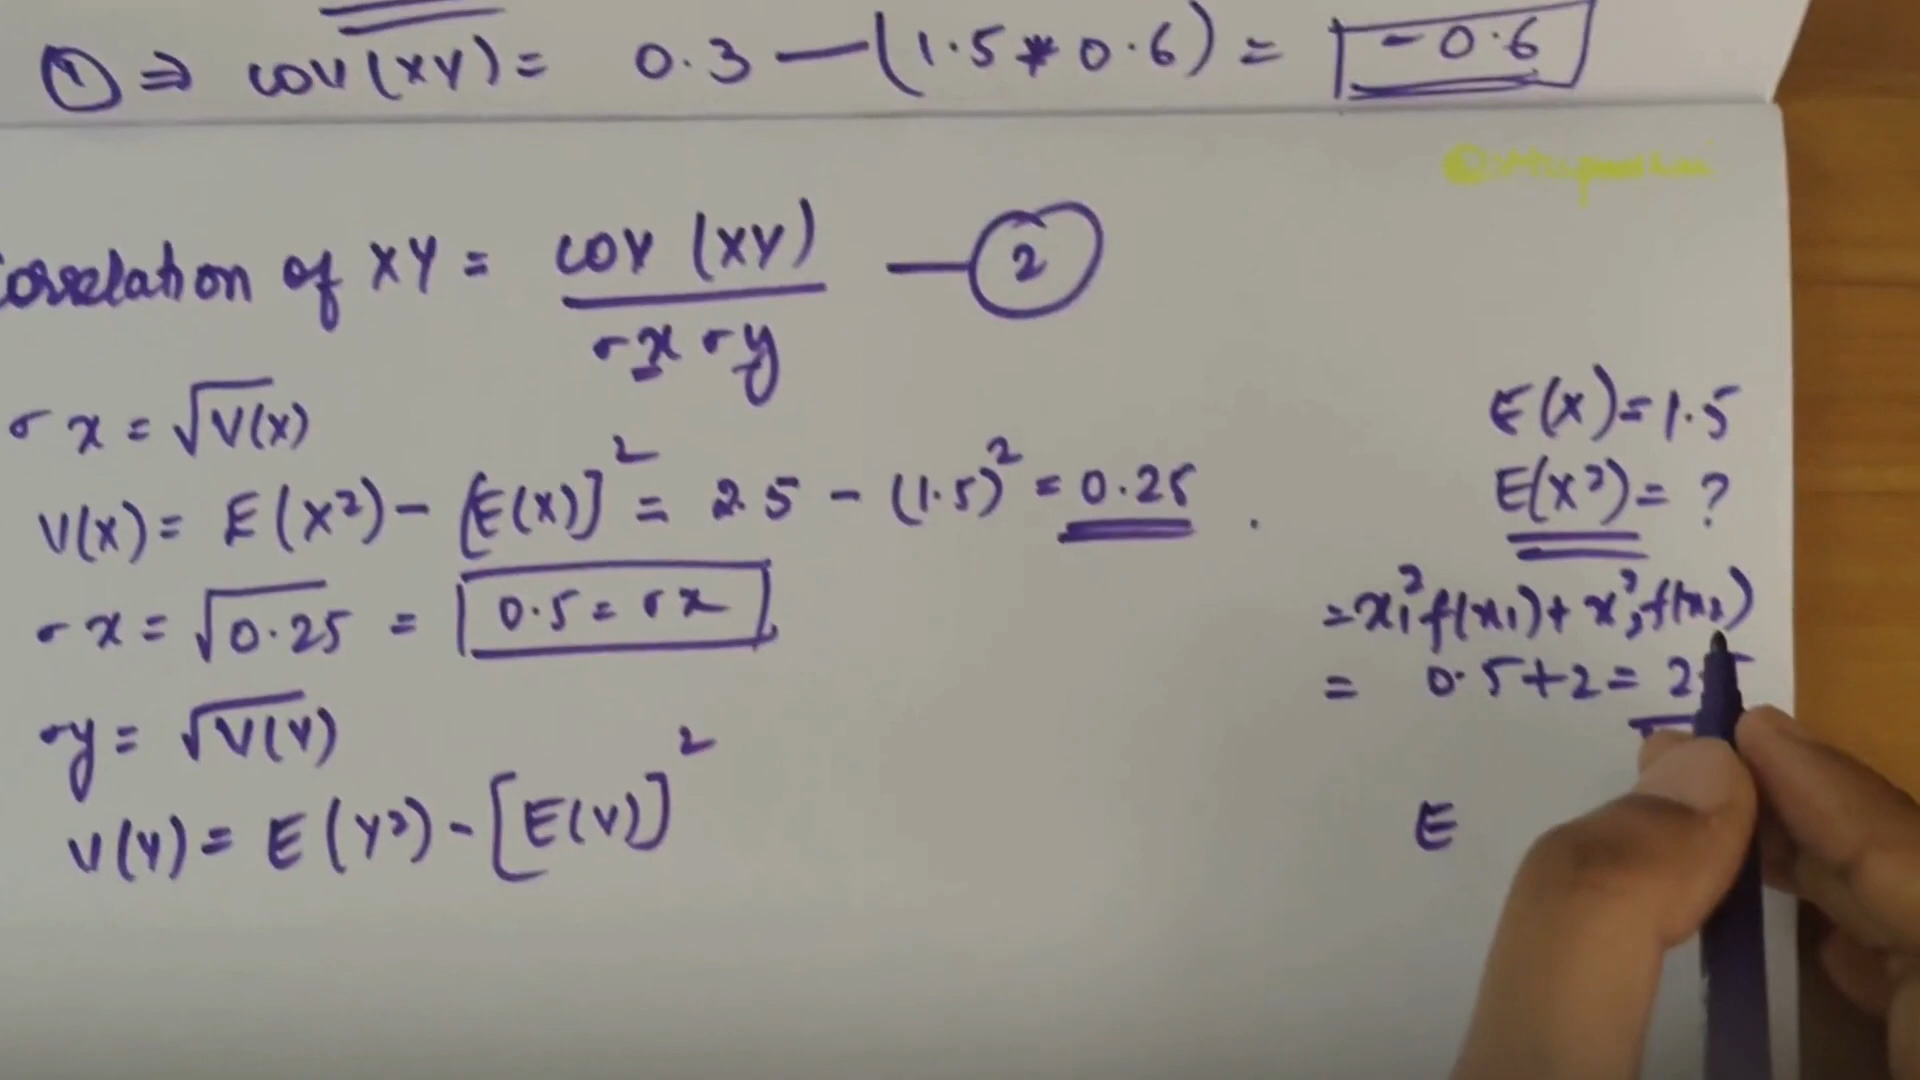 ① ⇒ cov(XY) = 0.3 — (1.5 * 0.6) = -0.6
Correlation of XY = cov (XY) / σx σy — ②
σx = √V(x)
V(X) = E(X²) - [E(X)]² = 2.5 - (1.5)² = 0.25 .
σx = √0.25 = 0.5 = σx
σy = √V(Y)
V(Y) = E(Y²) - [E(Y)]²
E(X) = 1.5
E(X²) = ?
= x₁² f(x₁) + x₂² f(x₂)
= 0.5 + 2 = 2.5
E